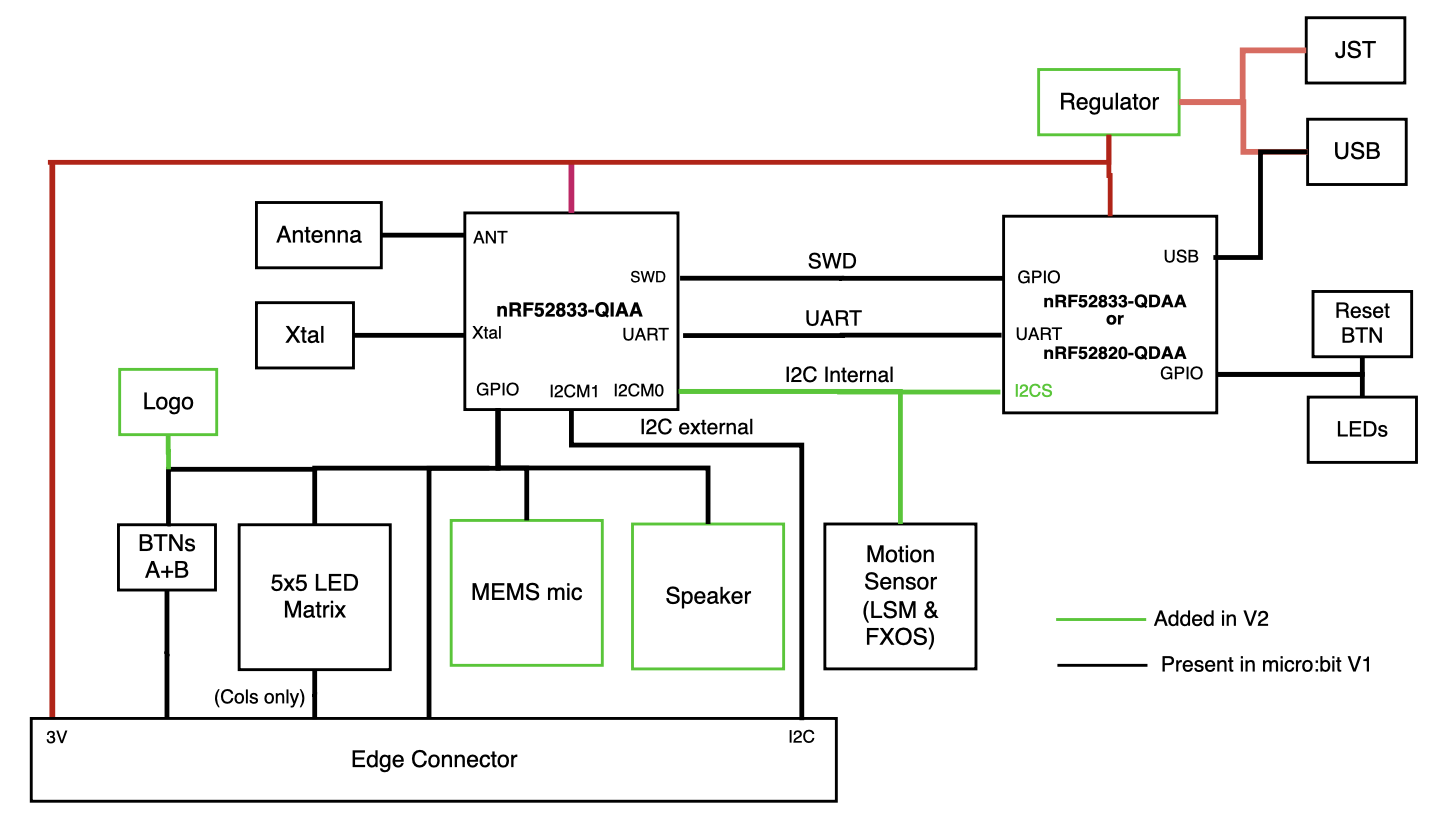 JST
Regulator
USB
Antenna
ANT
SWD
SWD
GPIO
USB
nRF52833-QIAA
nRF52833-QDAA
or
nRF52820-QDAA
Xtal
Xtal
UART
UART
UART
GPIO
Reset
BTN
GPIO
I2CM1
I2CM0
I2C Internal
I2CS
Logo
I2C external
LEDs
BTNs
A+B
5x5 LED
Matrix
MEMS mic
Speaker
Motion
Sensor
(LSM &
FXOS)
Added in V2
Present in micro:bit V1
(Cols only)
3V
I2C
Edge Connector